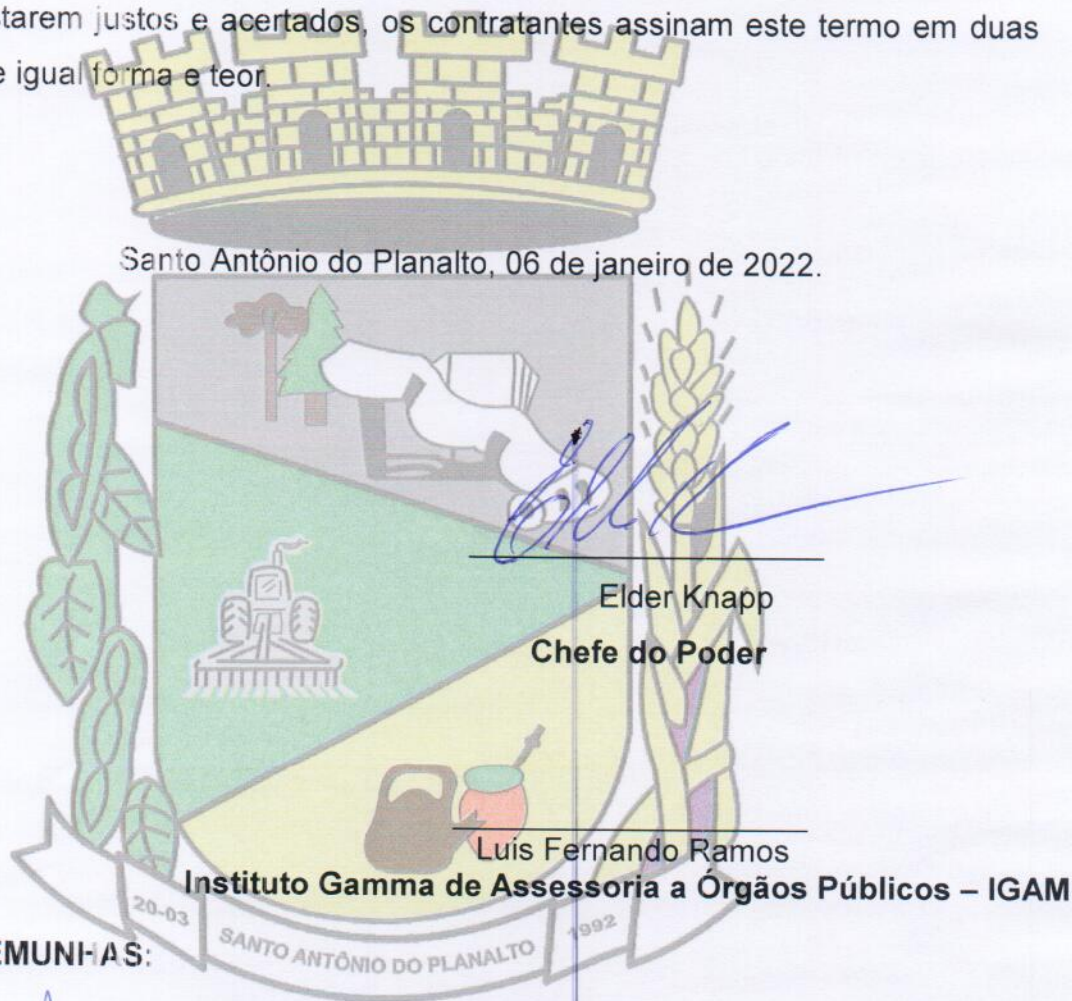 starem justos e acertados, os contratantes assinam este termo em duas
e igual forma e teor.
Santo Antônio do Planalto, 06 de janeiro de 2022.
Elder Knapp
Chefe do Poder
Luis Fernando Ramos
Instituto Gamma de Assessoria a Órgãos Públicos – IGAM
20-03 SANTO ANTÔNIO DO PLANALTO 1992
EMUNHAS: